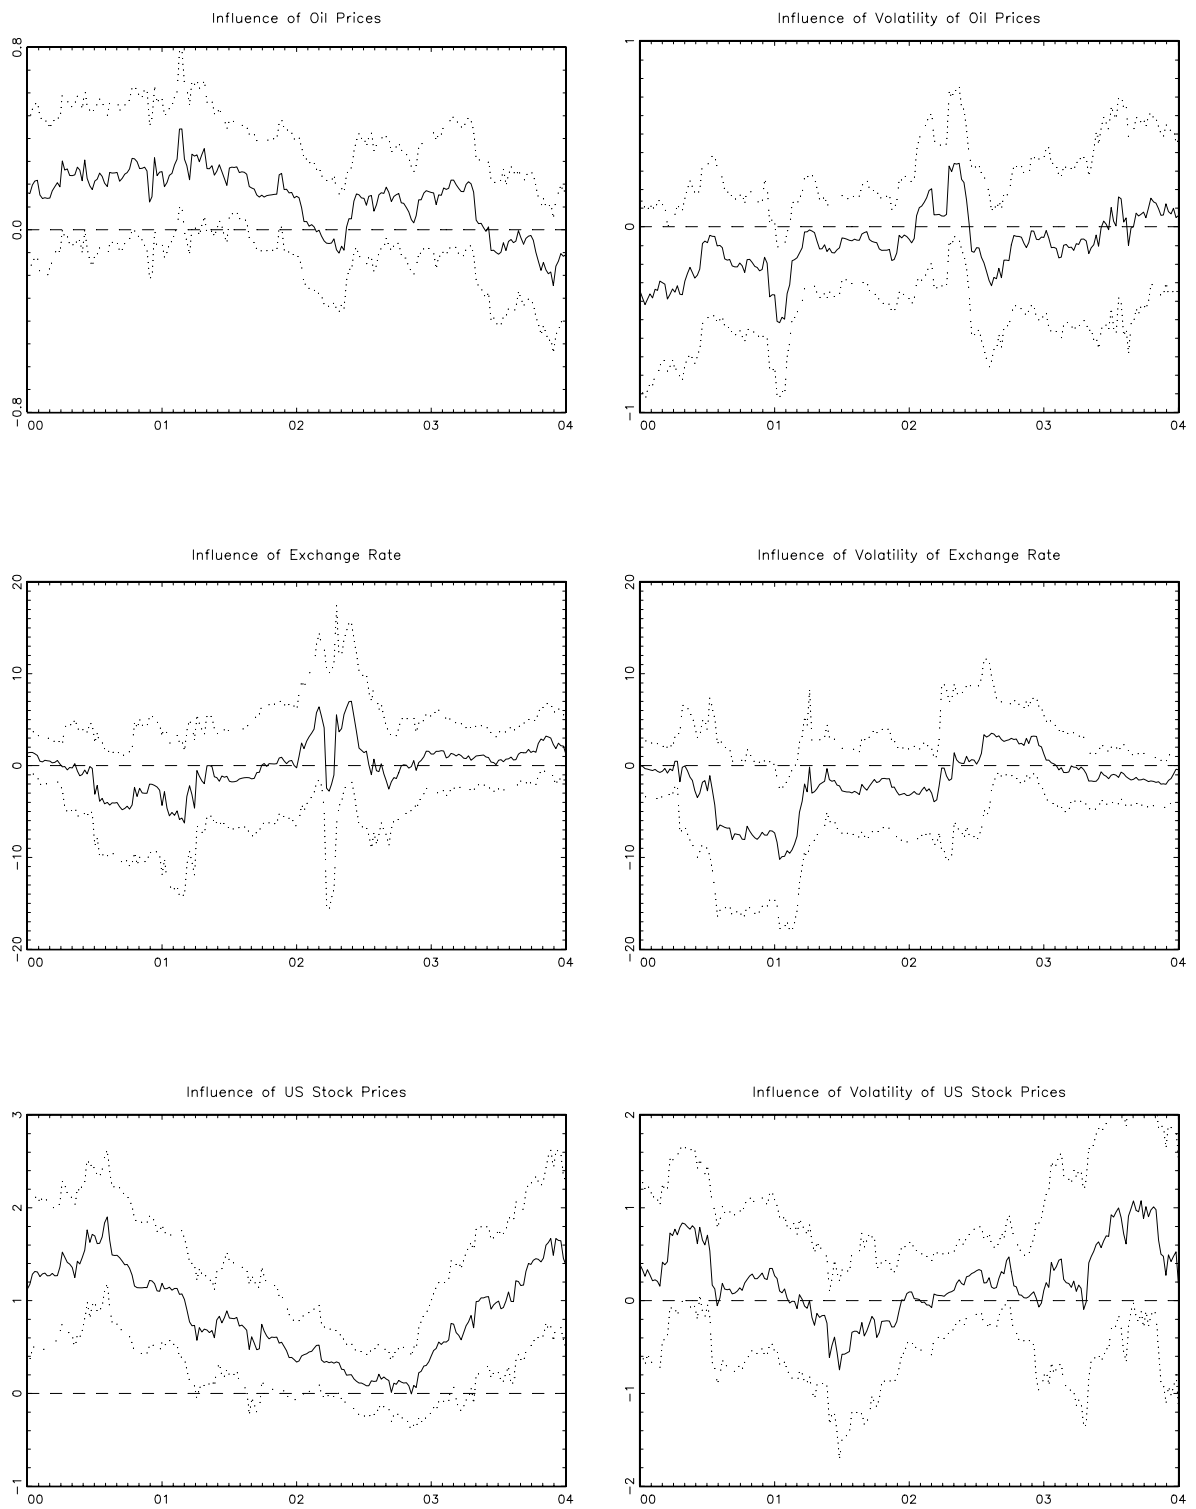 Influence of Oil Prices
0.8
0.0
-0.8
00 01 02 03 04
Influence of Volatility of Oil Prices
1
0
-1
00 01 02 03 04
Influence of Exchange Rate
20
10
0
-10
-20
00 01 02 03 04
Influence of Volatility of Exchange Rate
20
10
0
-10
-20
00 01 02 03 04
Influence of US Stock Prices
3
2
1
0
-1
00 01 02 03 04
Influence of Volatility of US Stock Prices
2
1
0
-1
-2
00 01 02 03 04